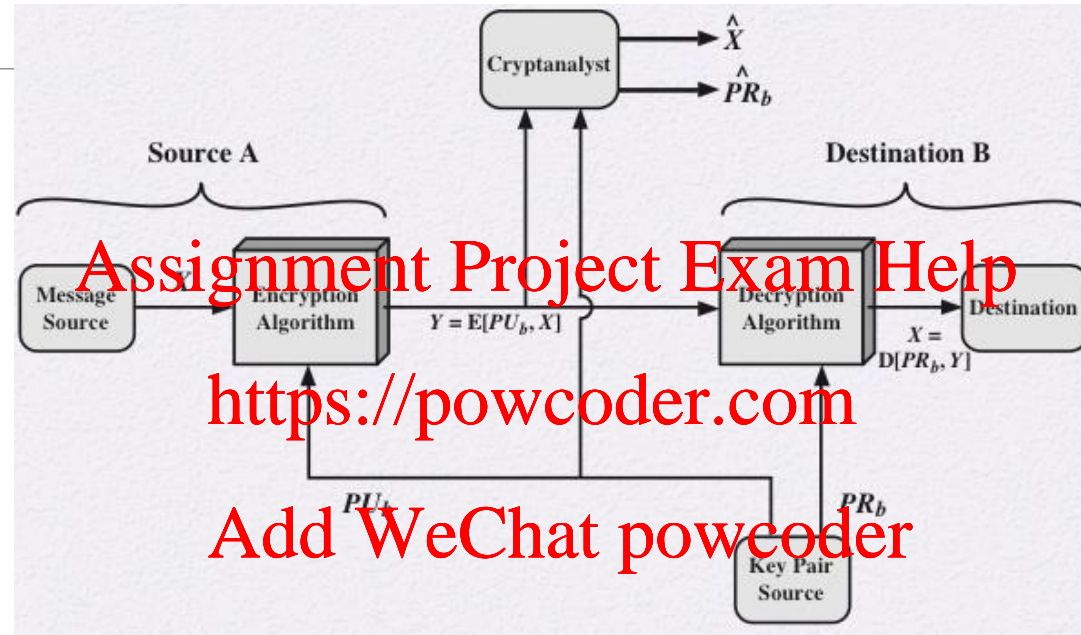 X̂
Cryptanalyst
P̂R_b
Source A
Destination B
Assignment Project Exam Help
Message
Source
X
Encryption
Algorithm
Y = E[PU_b, X]
Decryption
Algorithm
Destination
X =
D[PR_b, Y]
https://powcoder.com
PU_b
PR_b
Add WeChat powcoder
Key Pair
Source